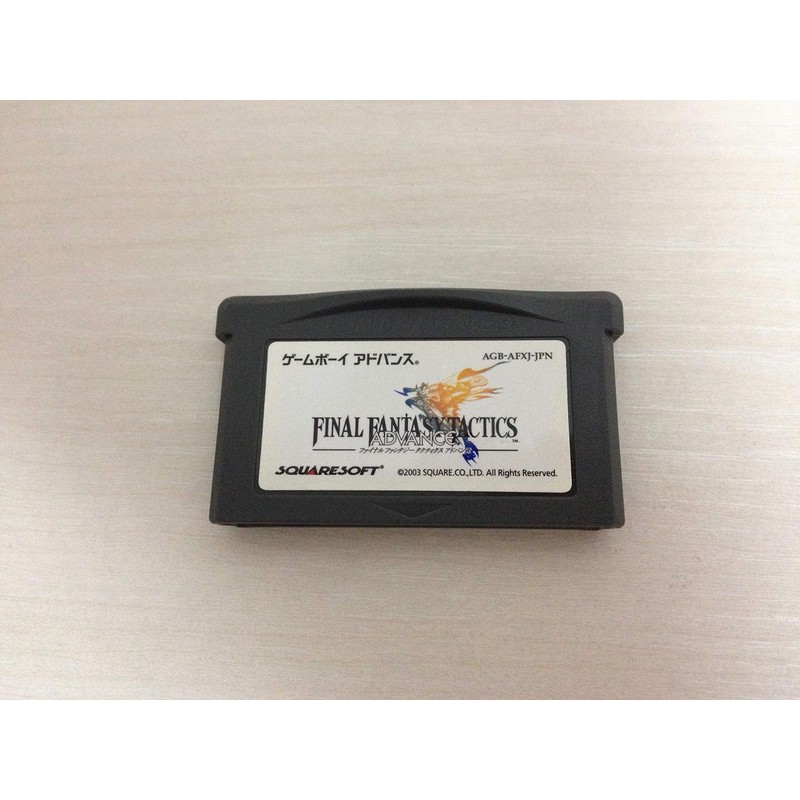 ゲームボーイ アドバンス®
AGB-AFXJ-JPN
FINAL FANTASY TACTICS™
ADVANCE
ファイナルファンタジー タクティクス アドバンス
SQUARESOFT®
©2003 SQUARE.CO.,LTD. All Rights Reserved.